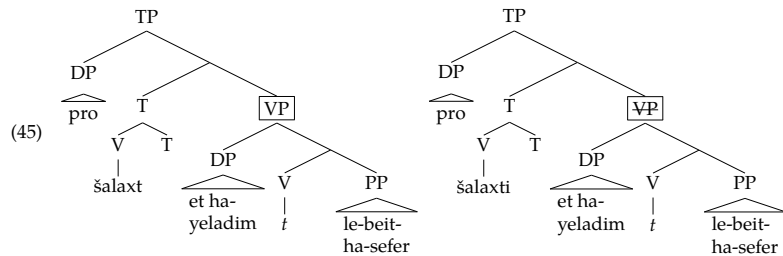 TP TP
DP DP
pro T VP pro T VP
(45)
V T DP V T DP
šalaxt V PP šalaxti V PP
et ha-
yeladim t le-beit-
ha-sefer et ha-
yeladim t le-beit-
ha-sefer